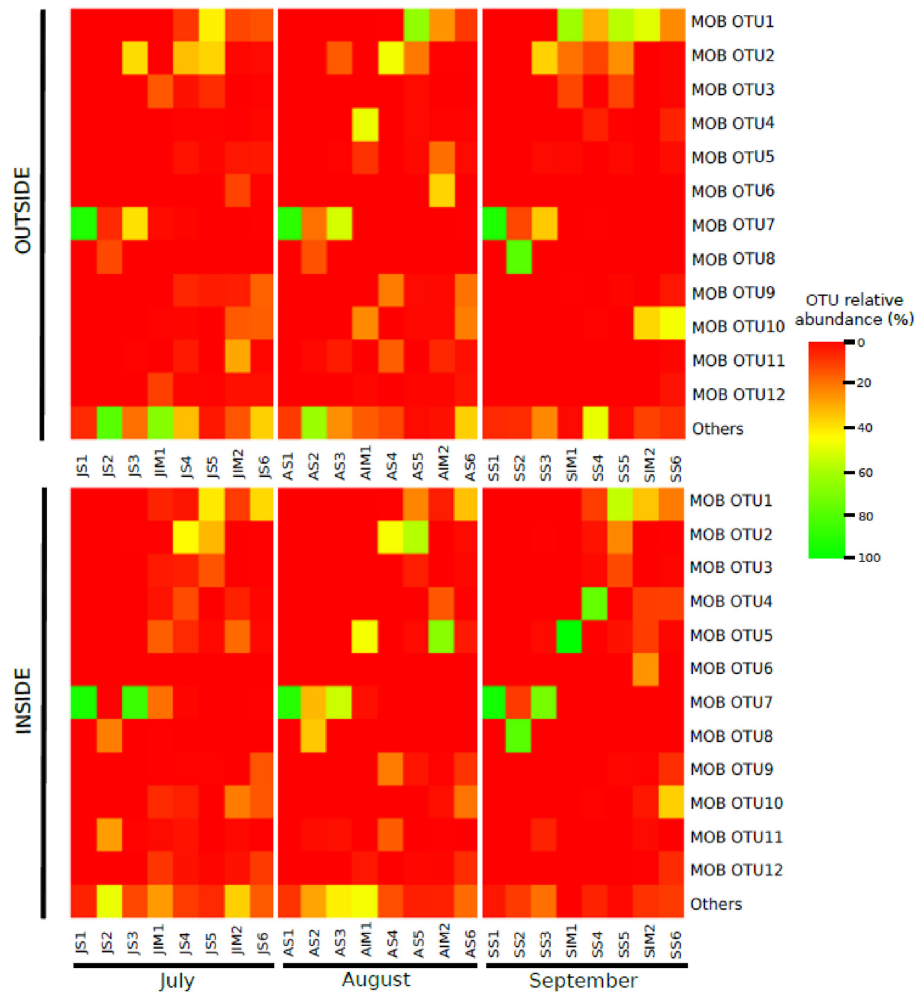 MOB OTU1
MOB OTU2
MOB OTU3
MOB OTU4
MOB OTU5
MOB OTU6
MOB OTU7
MOB OTU8
MOB OTU9
MOB OTU10
MOB OTU11
MOB OTU12
Others
OUTSIDE
JS1 JS2 JS3 JIM1 JS4 JS5 JIM2 JS6 AS1 AS2 AS3 AIM1 AS4 AS5 AIM2 AS6 SS1 SS2 SS3 SIM1 SS4 SS5 SIM2 SS6
OTU relative
abundance (%)
0
20
40
60
80
100
MOB OTU1
MOB OTU2
MOB OTU3
MOB OTU4
MOB OTU5
MOB OTU6
MOB OTU7
MOB OTU8
MOB OTU9
MOB OTU10
MOB OTU11
MOB OTU12
Others
INSIDE
JS1 JS2 JS3 JIM1 JS4 JS5 JIM2 JS6 AS1 AS2 AS3 AIM1 AS4 AS5 AIM2 AS6 SS1 SS2 SS3 SIM1 SS4 SS5 SIM2 SS6
July August September